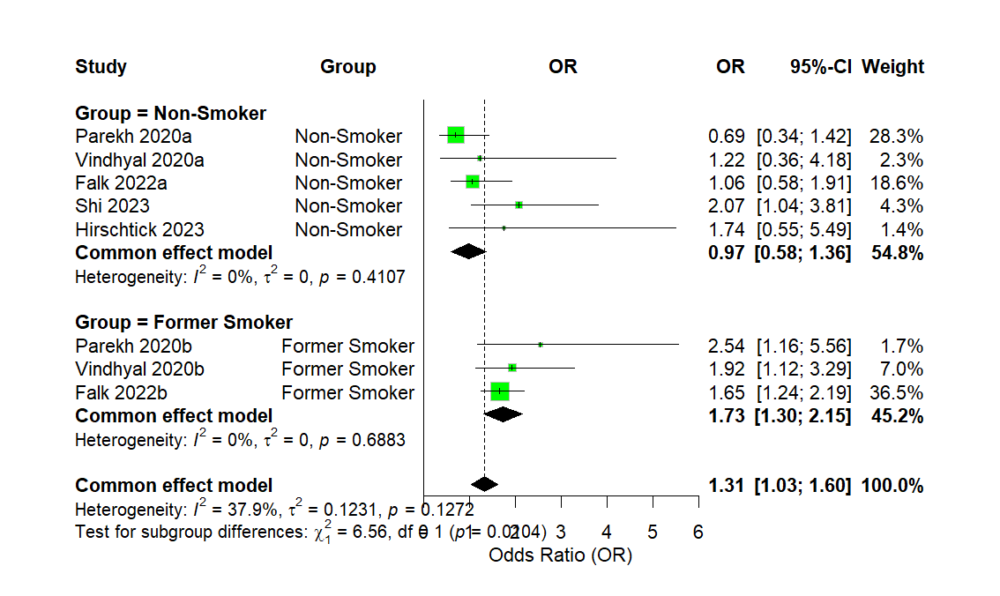 Study Group OR OR 95%-CI Weight
Group = Non-Smoker
Parekh 2020a Non-Smoker 0.69 [0.34; 1.42] 28.3%
Vindhyal 2020a Non-Smoker 1.22 [0.36; 4.18] 2.3%
Falk 2022a Non-Smoker 1.06 [0.58; 1.91] 18.6%
Shi 2023 Non-Smoker 2.07 [1.04; 3.81] 4.3%
Hirschtick 2023 Non-Smoker 1.74 [0.55; 5.49] 1.4%
Common effect model 0.97 [0.58; 1.36] 54.8%
Heterogeneity: I² = 0%, τ² = 0, p = 0.4107
Group = Former Smoker
Parekh 2020b Former Smoker 2.54 [1.16; 5.56] 1.7%
Vindhyal 2020b Former Smoker 1.92 [1.12; 3.29] 7.0%
Falk 2022b Former Smoker 1.65 [1.24; 2.19] 36.5%
Common effect model 1.73 [1.30; 2.15] 45.2%
Heterogeneity: I² = 0%, τ² = 0, p = 0.6883
Common effect model 1.31 [1.03; 1.60] 100.0%
Heterogeneity: I² = 37.9%, τ² = 0.1231, p = 0.1272
Test for subgroup differences: χ²₁ = 6.56, df = 1 (p = 0.0104)
0 1 2 3 4 5 6
Odds Ratio (OR)